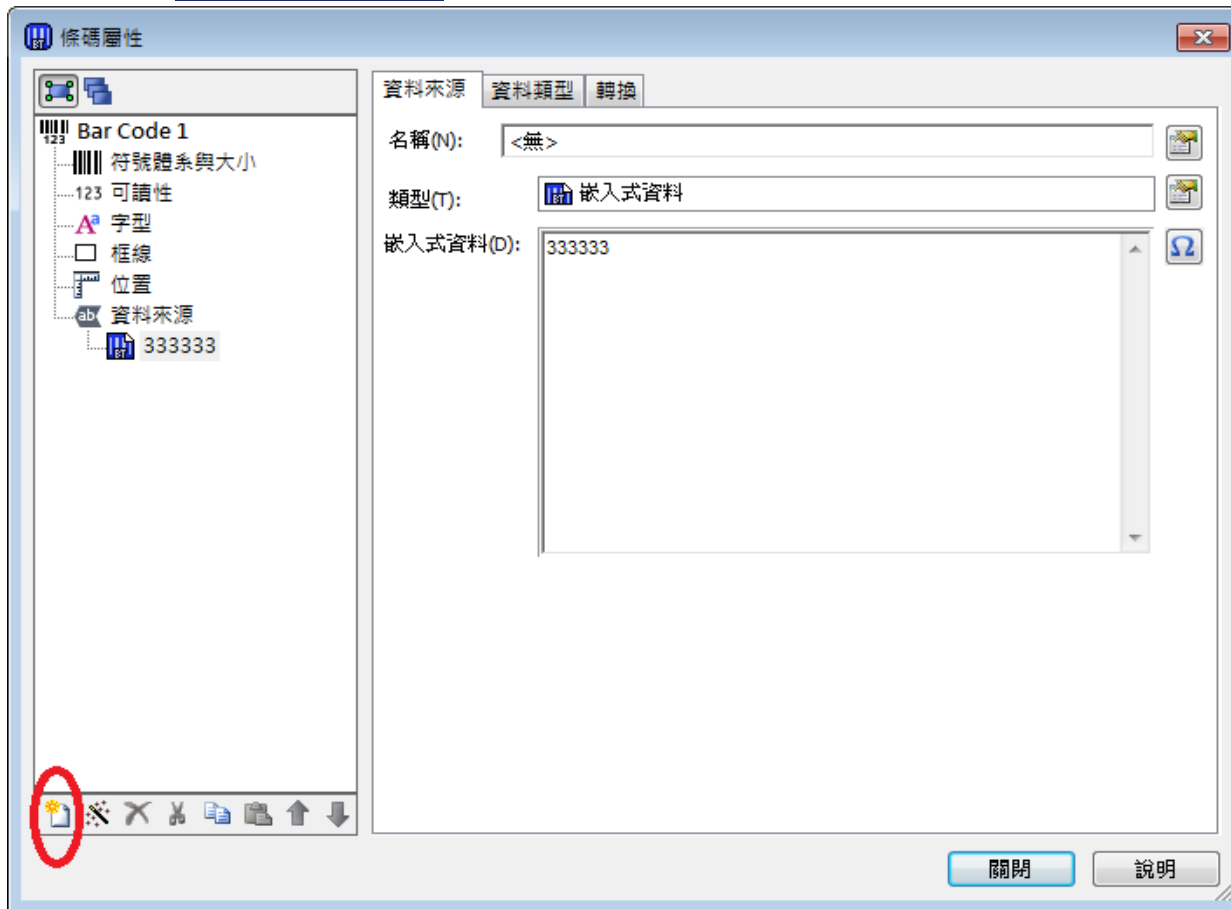 條碼屬性
資料來源 資料類型 轉換
Bar Code 1
符號體系與大小
123 可讀性
字型
框線
位置
資料來源
333333
名稱(N): <無>
類型(T): 嵌入式資料
嵌入式資料(D): 333333
關閉 說明